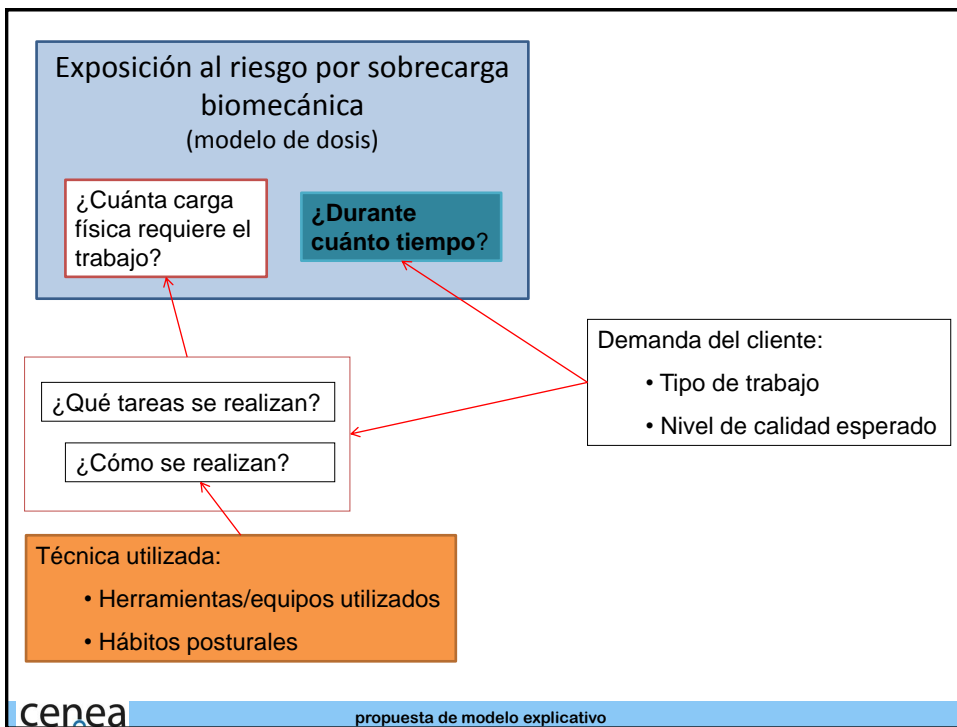 Exposición al riesgo por sobrecarga
biomecánica
(modelo de dosis)
¿Cuánta carga
física requiere el
trabajo?
¿Durante
cuánto tiempo?
Demanda del cliente:
• Tipo de trabajo
• Nivel de calidad esperado
¿Qué tareas se realizan?
¿Cómo se realizan?
Técnica utilizada:
• Herramientas/equipos utilizados
• Hábitos posturales
cenea
propuesta de modelo explicativo